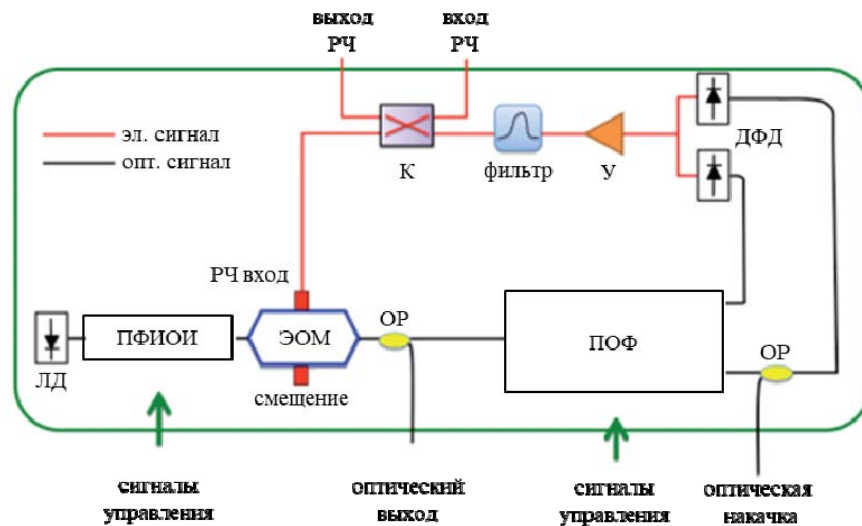 выход
РЧ
вход
РЧ
эл. сигнал
опт. сигнал
К
фильтр
У
ДФД
РЧ вход
ЛД
ПФИОИ
ЭОМ
смещение
ОР
ПОФ
ОР
сигналы
управления
оптический
выход
сигналы
управления
оптическая
накачка